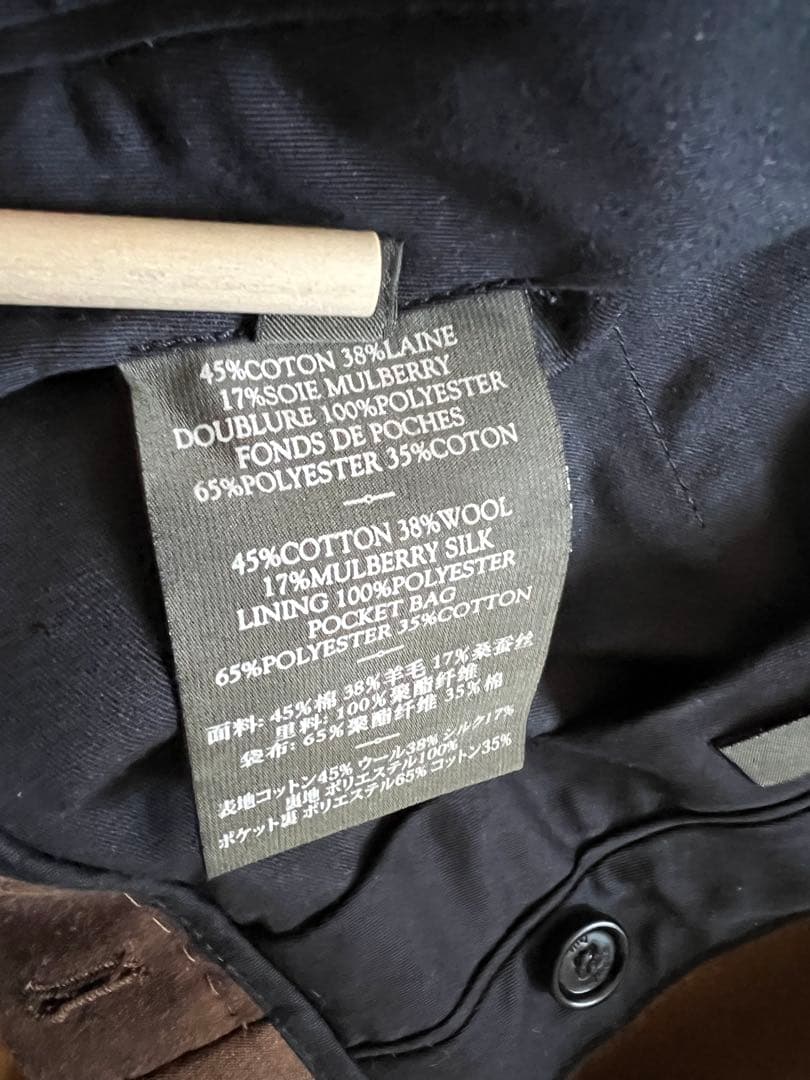 45%COTON 38%LAINE
17%SOIE MULBERRY
DOUBLURE 100%POLYESTER
FONDS DE POCHES
65%POLYESTER 35%COTON
45%COTTON 38%WOOL
17%MULBERRY SILK
LINING 100%POLYESTER
POCKET BAG
65%POLYESTER 35%COTTON
面料: 45%棉 38%羊毛 17%桑蚕丝
里料: 100%聚酯纤维
袋布: 65%聚酯纤维 35%棉
表地コットン45% ウール38% シルク17%
裏地 ポリエステル100%
ポケット裏 ポリエステル65% コットン35%